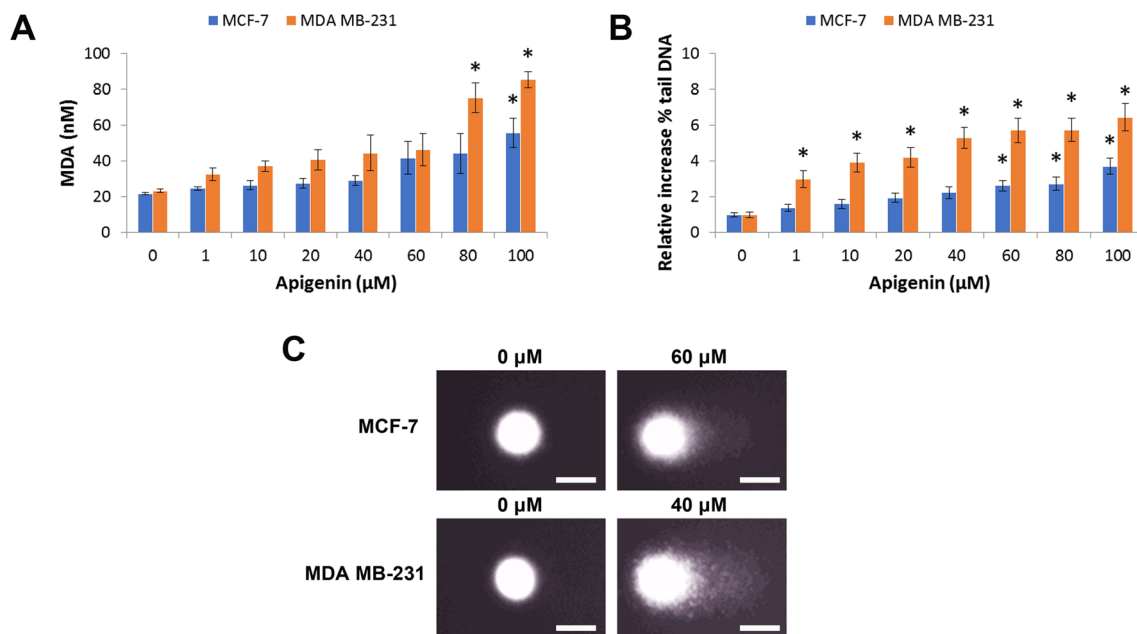 A
MCF-7 MDA MB-231
MDA (nM)
100
80
60
40
20
0
* * *
0 1 10 20 40 60 80 100
Apigenin (µM)
B
MCF-7 MDA MB-231
Relative increase % tail DNA
10
8
6
4
2
0
* * * * * * * * * *
0 1 10 20 40 60 80 100
Apigenin (µM)
C
0 µM 60 µM
MCF-7
0 µM 40 µM
MDA MB-231